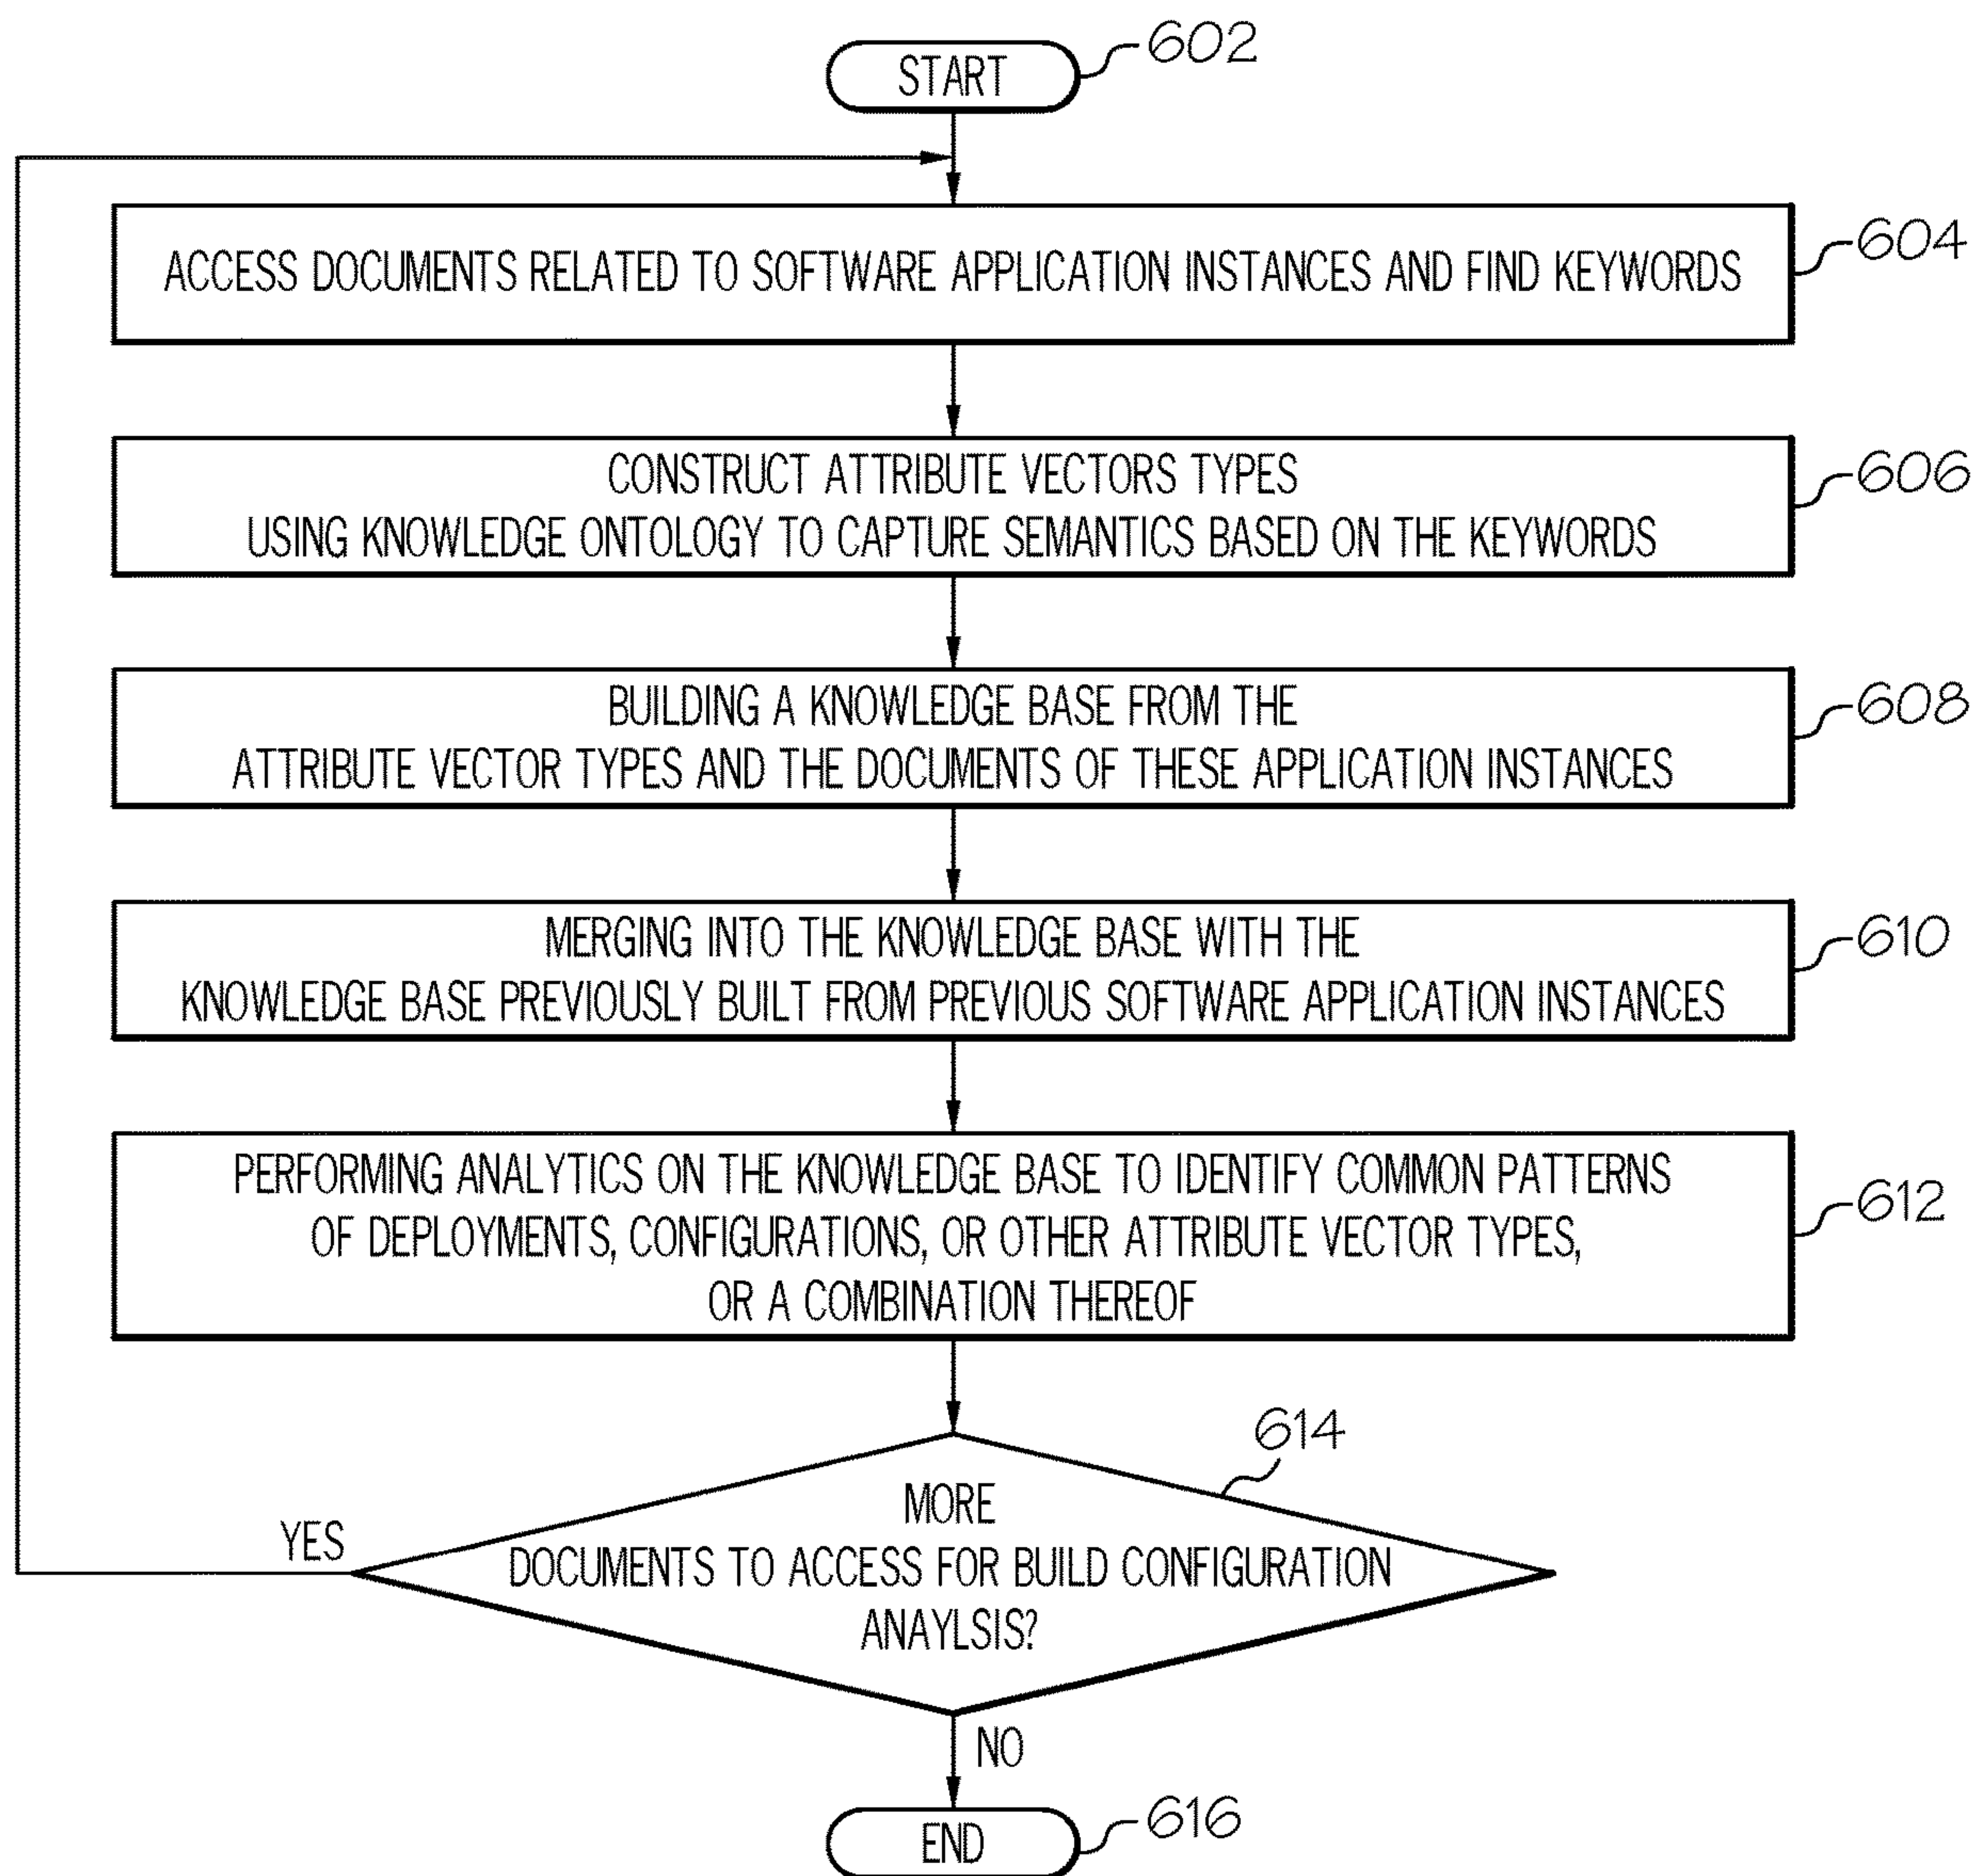 START
602
ACCESS DOCUMENTS RELATED TO SOFTWARE APPLICATION INSTANCES AND FIND KEYWORDS
604
CONSTRUCT ATTRIBUTE VECTORS TYPES
USING KNOWLEDGE ONTOLOGY TO CAPTURE SEMANTICS BASED ON THE KEYWORDS
606
BUILDING A KNOWLEDGE BASE FROM THE
ATTRIBUTE VECTOR TYPES AND THE DOCUMENTS OF THESE APPLICATION INSTANCES
608
MERGING INTO THE KNOWLEDGE BASE WITH THE
KNOWLEDGE BASE PREVIOUSLY BUILT FROM PREVIOUS SOFTWARE APPLICATION INSTANCES
610
PERFORMING ANALYTICS ON THE KNOWLEDGE BASE TO IDENTIFY COMMON PATTERNS
OF DEPLOYMENTS, CONFIGURATIONS, OR OTHER ATTRIBUTE VECTOR TYPES,
OR A COMBINATION THEREOF
612
614
MORE
DOCUMENTS TO ACCESS FOR BUILD CONFIGURATION
ANAYLSIS?
YES
NO
END
616